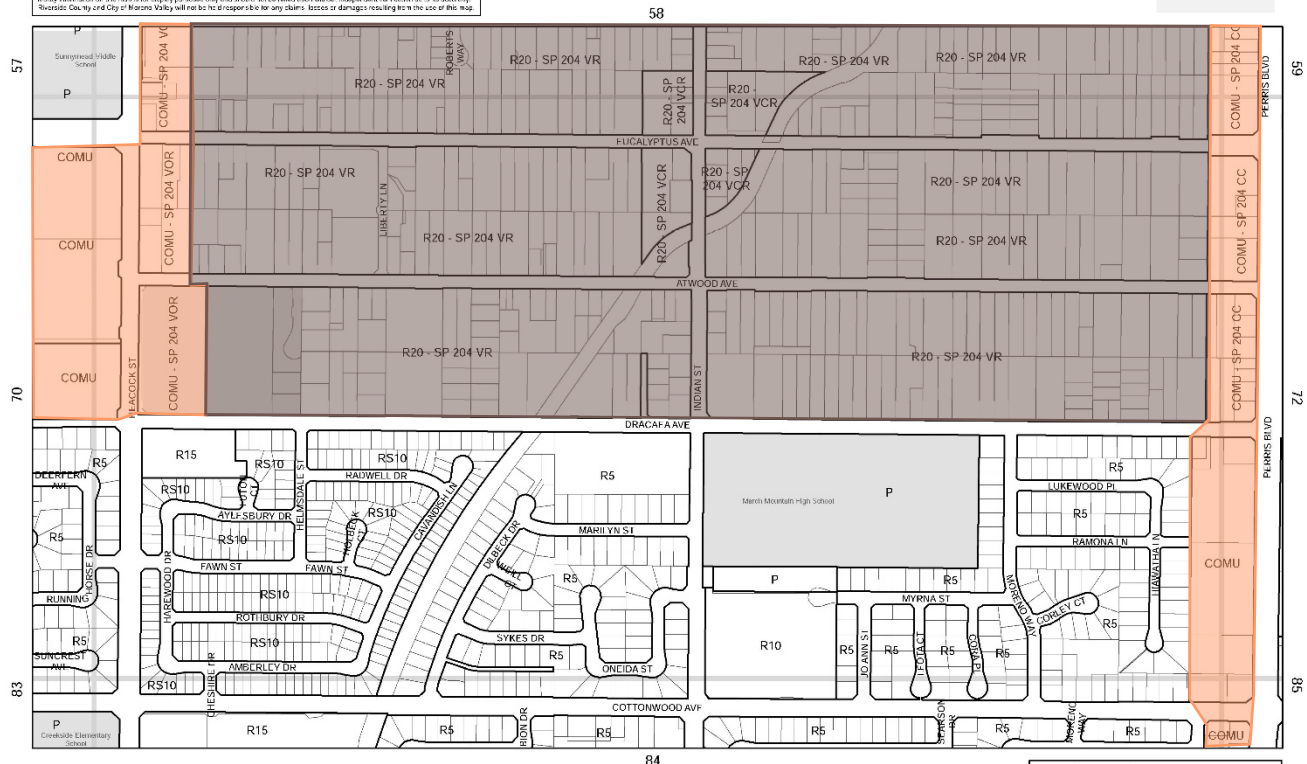 Riverside County and City of Moreno Valley will not be held responsible for any claims, losses or damages resulting from the use of this map.
58
57
59
70
72
83
85
84
P
Sunnymead Middle
School
P
COMU - SP 204 VO
ROBERTS
WAY
R20 - SP 204 VR
R20 - SP 204 VR
R20 - SP
204 VCR
R20 -
SP 204 VCR
R20 - SP 204 VR
R20 - SP 204 VR
COMU - SP 204 CC
PERRIS BLVD
EUCALYPTUS AVE
COMU
COMU - SP 204 VOR
R20 - SP 204 VR
LIBERTY LN
R20 - SP 204 VR
R20 - SP 204 VCR
R20 - SP
204 VCR
R20 - SP 204 VR
R20 - SP 204 VR
COMU - SP 204 CC
COMU
ATWOOD AVE
COMU - SP 204 VOR
R20 - SP 204 VR
R20 - SP 204 VR
COMU - SP 204 CC
COMU
HEACOCK ST
INDIAN ST
DRACAEA AVE
PERRIS BLVD
R5
R15
RS10
RS10
R5
R5
DEERFERN
AVE
RADWELL DR
LUKEWOOD PL
RS10
HELMSDALE ST
CAVANDISH LN
P
March Mountain High School
AYLESBURY DR
RS10
HOLBECK
CT
R5
R5
RS10
MARILYN ST
RAMONA LN
HORSE DR
HAREWOOD DR
DILBECK DR
HIAWATHA LN
COMU
FAWN ST
FAWN ST
WEILL
CT
R5
P
R5
RUNNING
RS10
MYRNA ST
MORENO
WAY
CORLEY CT
R5
ROTHBURY DR
R5
RS10
SYKES DR
R5
R10
R5
JO ANN ST
R5
R5
CORA PL
R5
SUNCREST
AVE
AMBERLEY DR
ONEIDA ST
RS10
CHESHIRE DR
COTTONWOOD AVE
P
Creekside Elementary
School
R15
R5
R5
R5
SEARSON
DR
R5
MORENO
WAY
R5
COMU